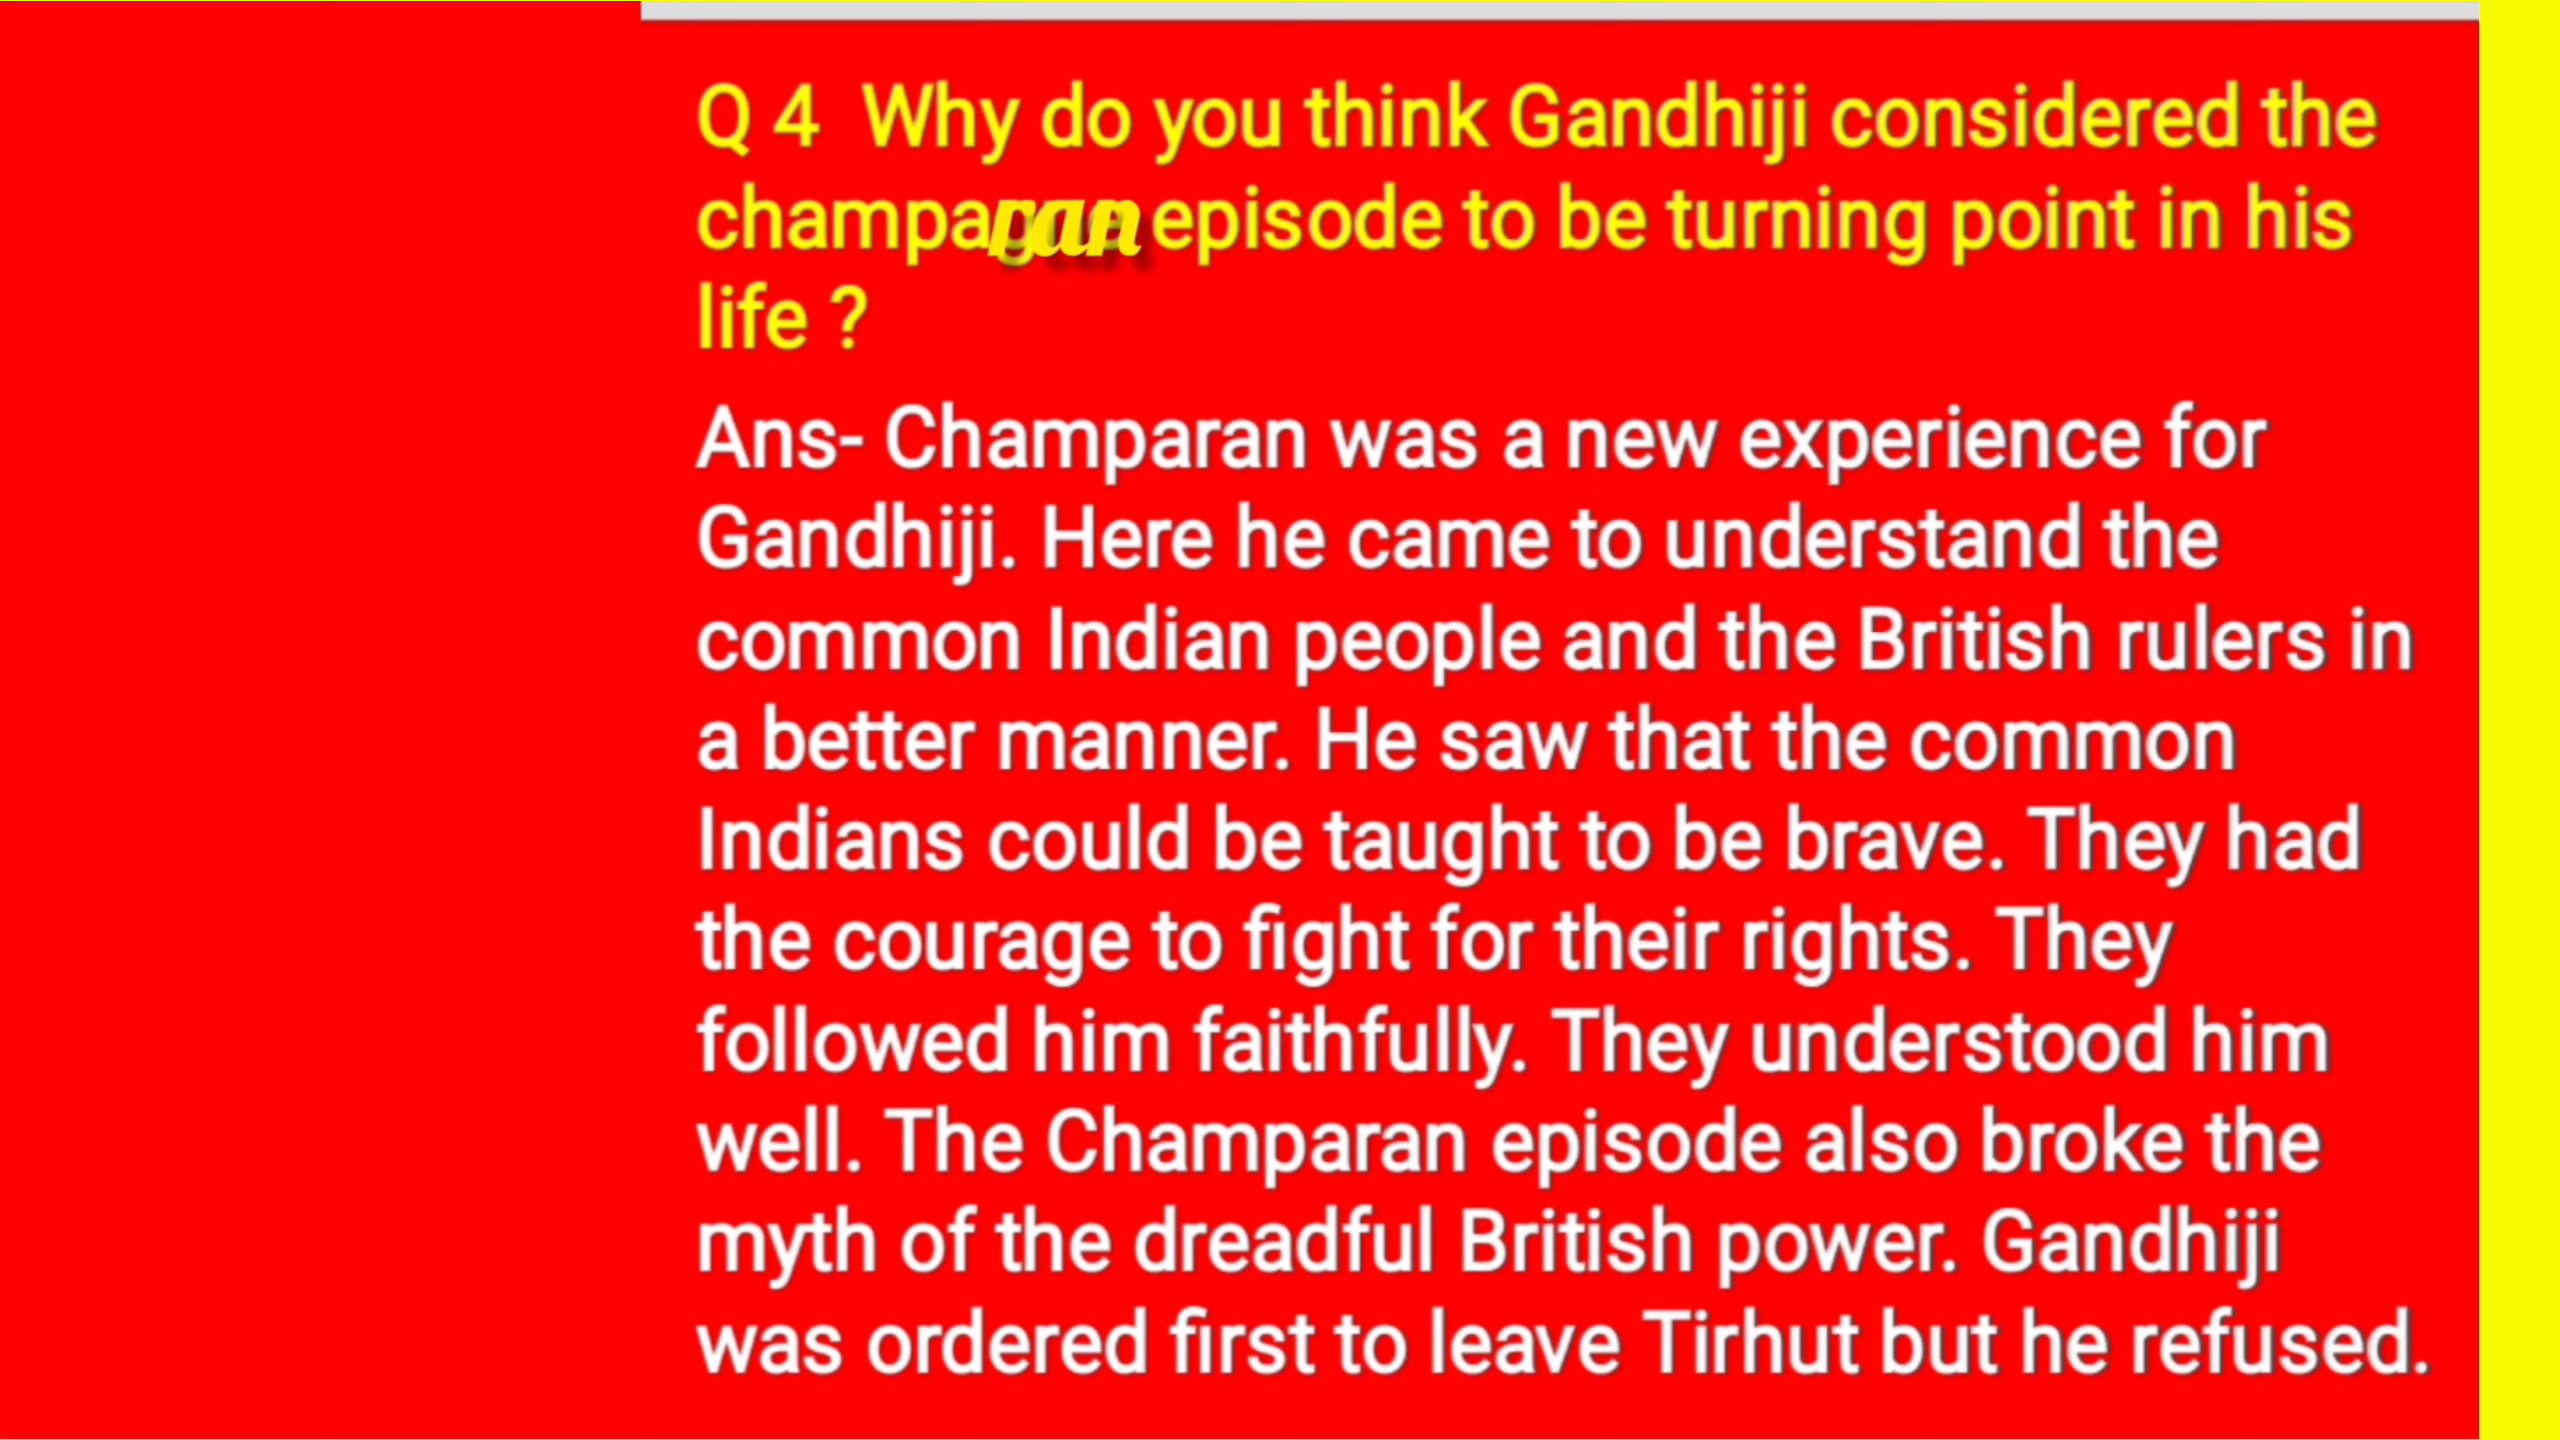 Q 4 Why do you think Gandhiji considered the
champaran episode to be turning point in his
life ?
Ans- Champaran was a new experience for
Gandhiji. Here he came to understand the
common Indian people and the British rulers in
a better manner. He saw that the common
Indians could be taught to be brave. They had
the courage to fight for their rights. They
followed him faithfully. They understood him
well. The Champaran episode also broke the
myth of the dreadful British power. Gandhiji
was ordered first to leave Tirhut but he refused.